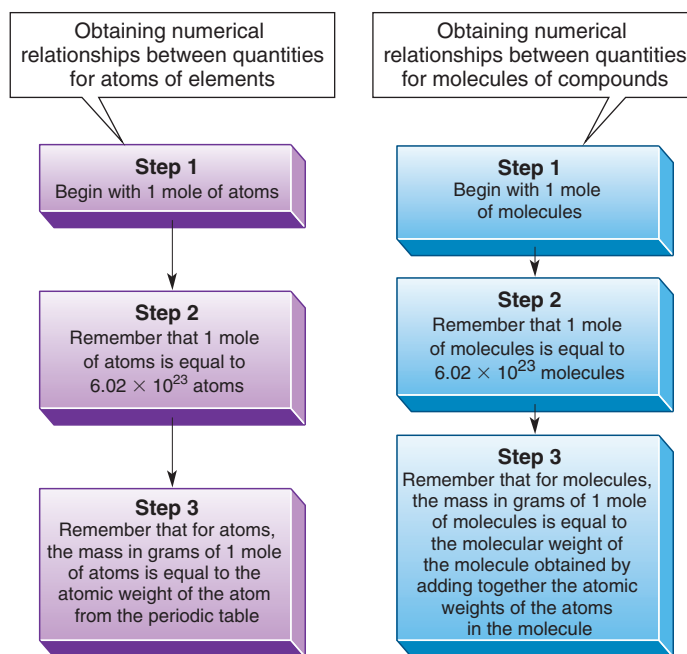 Obtaining numerical
relationships between quantities
for atoms of elements
Step 1
Begin with 1 mole of atoms
Step 2
Remember that 1 mole
of atoms is equal to
6.02 × 10²³ atoms
Step 3
Remember that for atoms,
the mass in grams of 1 mole
of atoms is equal to the
atomic weight of the atom
from the periodic table
Obtaining numerical
relationships between quantities
for molecules of compounds
Step 1
Begin with 1 mole
of molecules
Step 2
Remember that 1 mole
of molecules is equal to
6.02 × 10²³ molecules
Step 3
Remember that for molecules,
the mass in grams of 1 mole
of molecules is equal to
the molecular weight of
the molecule obtained by
adding together the atomic
weights of the atoms
in the molecule